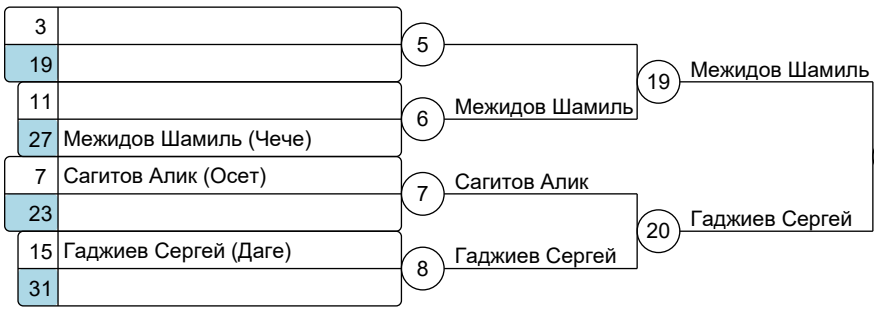 3
5
19
19 Межидов Шамиль
11
6 Межидов Шамиль
27 Межидов Шамиль (Чече)
7 Сагитов Алик (Осет)
7 Сагитов Алик
23
20 Гаджиев Сергей
15 Гаджиев Сергей (Даге)
8 Гаджиев Сергей
31